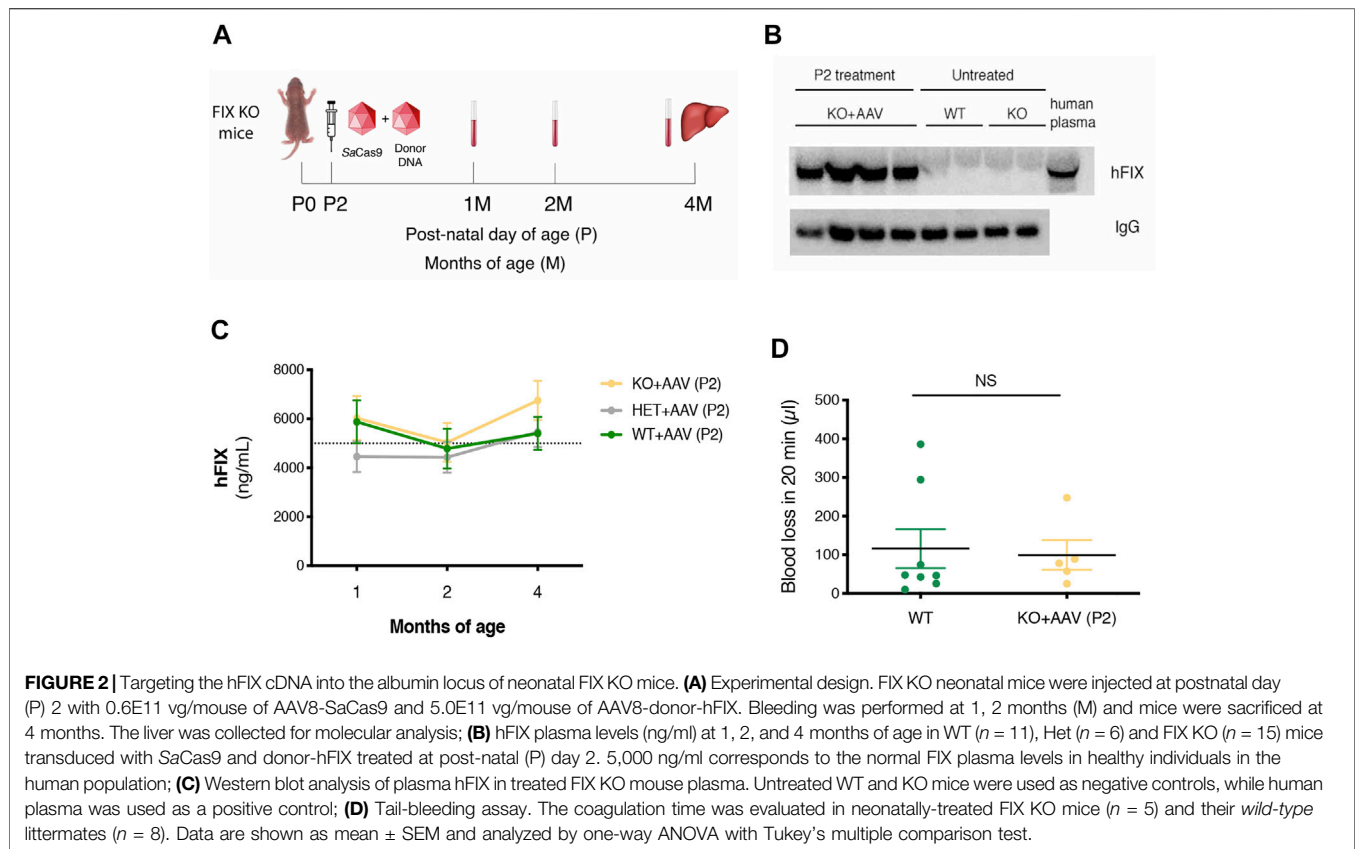 A
FIX KO
mice
SaCas9
+
Donor
DNA
P0 P2 1M 2M 4M
Post-natal day of age (P)
Months of age (M)
B
P2 treatment Untreated
KO+AAV WT KO human
plasma
hFIX
IgG
C
8000
6000
4000
2000
0
hFIX
(ng/mL)
1 2 4
Months of age
KO+AAV (P2)
HET+AAV (P2)
WT+AAV (P2)
D
NS
500
400
300
200
100
0
Blood loss in 20 min (µl)
WT KO+AAV (P2)
FIGURE 2 | Targeting the hFIX cDNA into the albumin locus of neonatal FIX KO mice. (A) Experimental design. FIX KO neonatal mice were injected at postnatal day
(P) 2 with 0.6E11 vg/mouse of AAV8-SaCas9 and 5.0E11 vg/mouse of AAV8-donor-hFIX. Bleeding was performed at 1, 2 months (M) and mice were sacrificed at
4 months. The liver was collected for molecular analysis; (B) hFIX plasma levels (ng/ml) at 1, 2, and 4 months of age in WT (n = 11), Het (n = 6) and FIX KO (n = 15) mice
transduced with SaCas9 and donor-hFIX treated at post-natal (P) day 2. 5,000 ng/ml corresponds to the normal FIX plasma levels in healthy individuals in the
human population; (C) Western blot analysis of plasma hFIX in treated FIX KO mouse plasma. Untreated WT and KO mice were used as negative controls, while human
plasma was used as a positive control; (D) Tail-bleeding assay. The coagulation time was evaluated in neonatally-treated FIX KO mice (n = 5) and their wild-type
littermates (n = 8). Data are shown as mean ± SEM and analyzed by one-way ANOVA with Tukey's multiple comparison test.